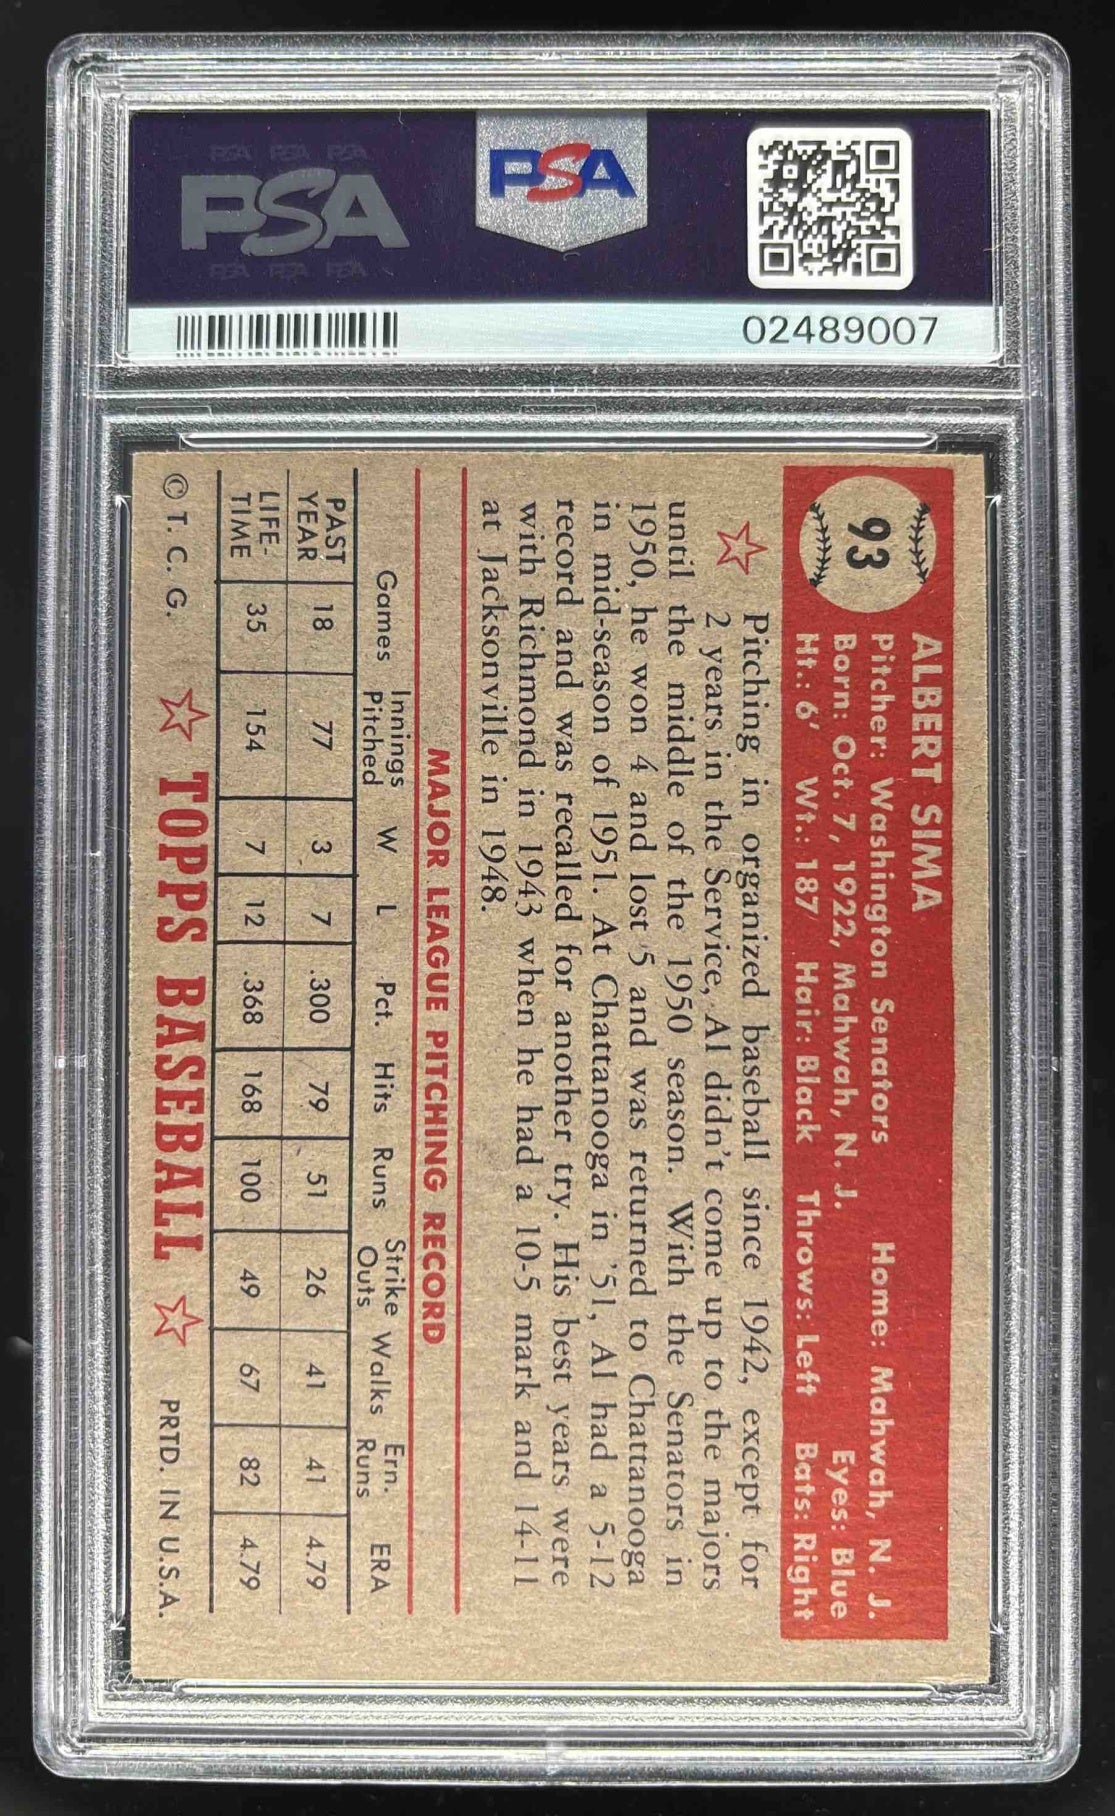 PSA PSA PSA
PSA
PSA PSA PSA
PSA
02489007
93
ALBERT SIMA
Pitcher: Washington Senators Home: Mahwah, N. J.
Born: Oct. 7, 1922, Mahwah, N. J. Eyes: Blue
Ht.: 6' Wt.: 187 Hair: Black Throws: Left Bats: Right
Pitching in organized baseball since 1942, except for
2 years in the Service, Al didn't come up to the majors
until the middle of the 1950 season. With the Senators in
1950, he won 4 and lost 5 and was returned to Chattanooga
in mid-season of 1951. At Chattanooga in '51, Al had a 5-12
record and was recalled for another try. His best years were
with Richmond in 1943 when he had a 10-5 mark and 14-11
at Jacksonville in 1948.
MAJOR LEAGUE PITCHING RECORD
Games Innings Pitched W L Pct. Hits Runs Strike Outs Walks Ern. Runs ERA
PAST YEAR 18 77 3 7 .300 79 51 26 41 41 4.79
LIFE-TIME 35 154 7 12 .368 168 100 49 67 82 4.79
© T. C. G. TOPPS BASEBALL PRTD. IN U.S.A.